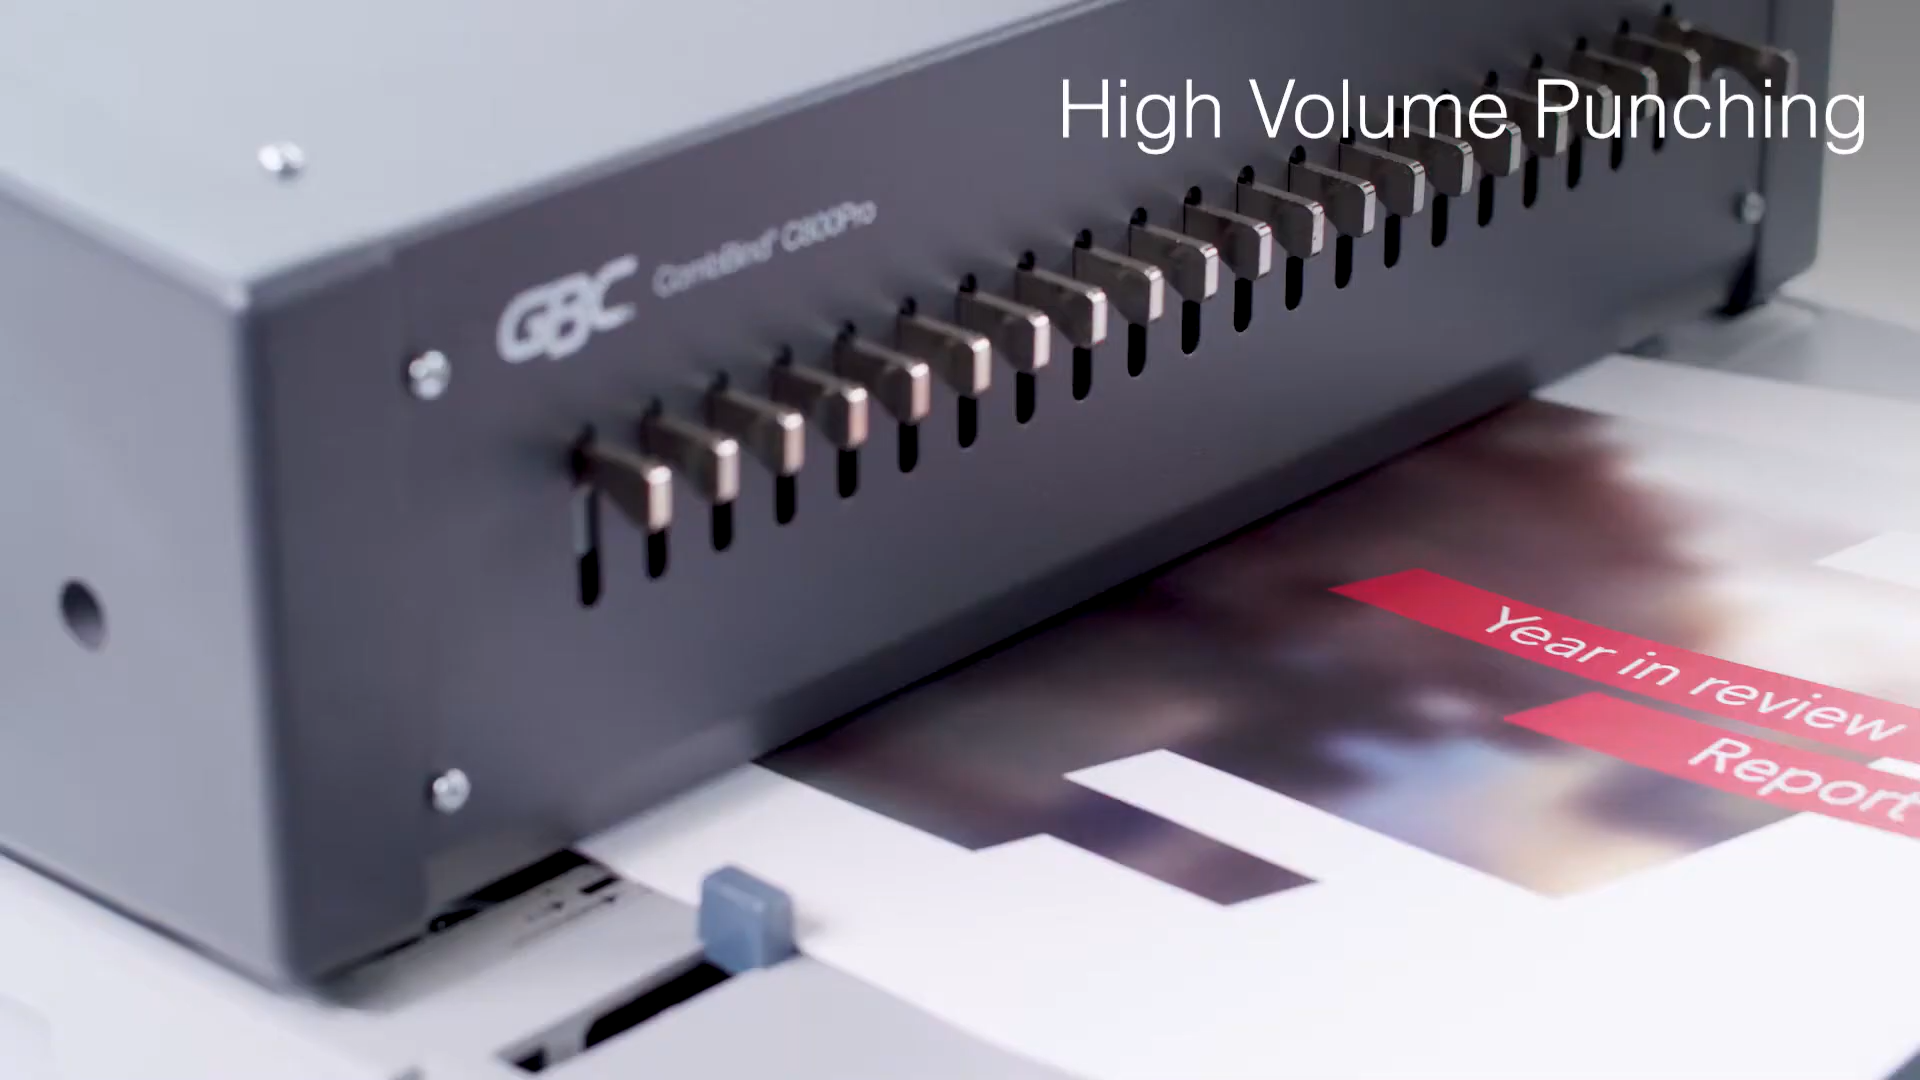 High Volume Punching
GBC CombBind® C800Pro
Year in review
Report